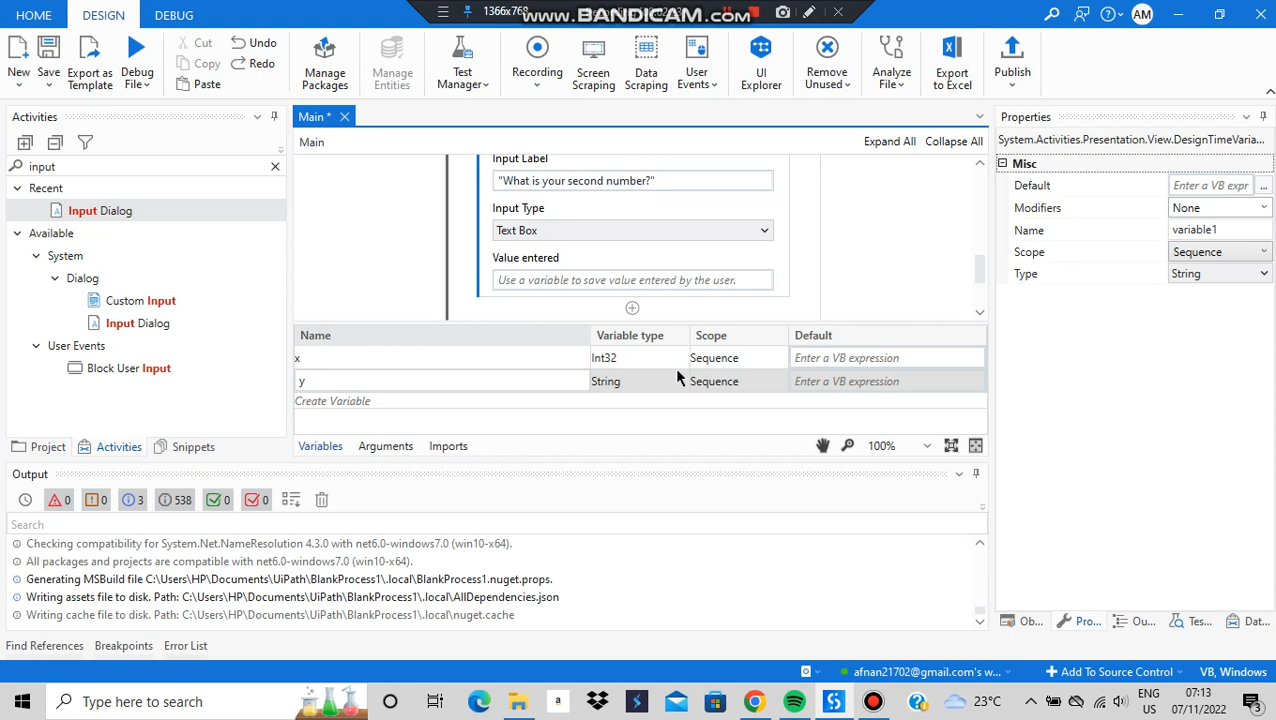 HOME
DESIGN
DEBUG
1366x768
www.BANDICAM.com
AM
New
Save
Export as Template
Debug File
Cut
Copy
Paste
Undo
Redo
Manage Packages
Manage Entities
Test Manager
Recording
Screen Scraping
Data Scraping
User Events
UI Explorer
Remove Unused
Analyze File
Export to Excel
Publish
Activities
input
Recent
Input Dialog
Available
System
Dialog
Custom Input
Input Dialog
User Events
Block User Input
Project
Activities
Snippets
Main *
Main
Expand All
Collapse All
Input Label
"What is your second number?"
Input Type
Text Box
Value entered
Use a variable to save value entered by the user.
Name Variable type Scope Default
x Int32 Sequence Enter a VB expression
y String Sequence Enter a VB expression
Create Variable
Variables
Arguments
Imports
100%
Properties
System.Activities.Presentation.View.DesignTimeVaria...
Misc
Default Enter a VB expr ...
Modifiers None
Name variable1
Scope Sequence
Type String
Ob...
Pro...
Ou...
Tes...
Dat...
Output
0
0
3
538
0
0
Search
Checking compatibility for System.Net.NameResolution 4.3.0 with net6.0-windows7.0 (win10-x64).
All packages and projects are compatible with net6.0-windows7.0 (win10-x64).
Generating MSBuild file C:\Users\HP\Documents\UiPath\BlankProcess1\.local\BlankProcess1.nuget.props.
Writing assets file to disk. Path: C:\Users\HP\Documents\UiPath\BlankProcess1\.local\AllDependencies.json
Writing cache file to disk. Path: C:\Users\HP\Documents\UiPath\BlankProcess1\.local\nuget.cache
Find References
Breakpoints
Error List
afnan21702@gmail.com's w...
Add To Source Control
VB, Windows
Type here to search
a
23°C
ENG
INTL
07:13
07/11/2022
3